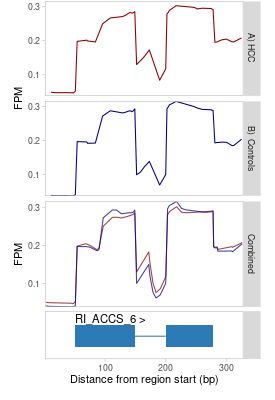 0.3
0.2
0.1
FPM
A) HCC
0.3
0.2
0.1
FPM
B) Controls
0.3
0.2
0.1
FPM
Combined
RI_ACCS_6 >
100 200 300
Distance from region start (bp)